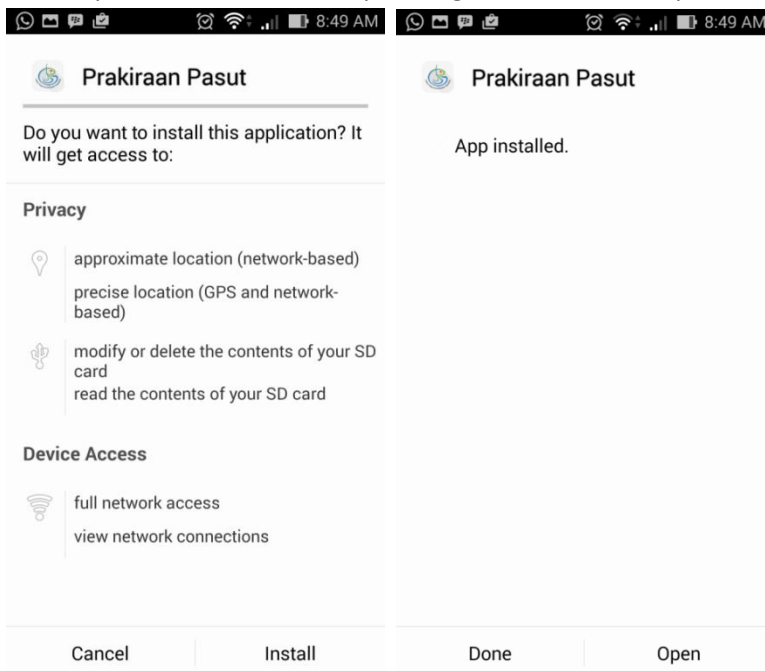 8:49 AM
Prakiraan Pasut
Do you want to install this application? It
will get access to:
Privacy
approximate location (network-based)
precise location (GPS and network-
based)
modify or delete the contents of your SD
card
read the contents of your SD card
Device Access
full network access
view network connections
Cancel
Install
8:49 AM
Prakiraan Pasut
App installed.
Done
Open